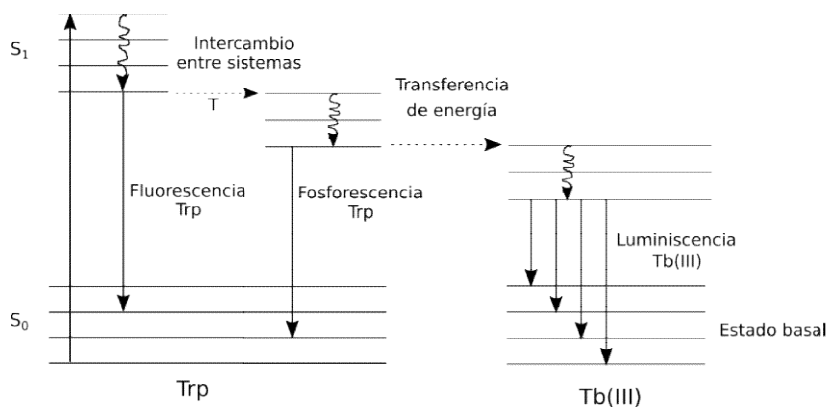 S1
Intercambio
entre sistemas
T
Transferencia
de energía
Fluorescencia
Trp
Fosforescencia
Trp
Luminiscencia
Tb(III)
S0
Estado basal
Trp
Tb(III)